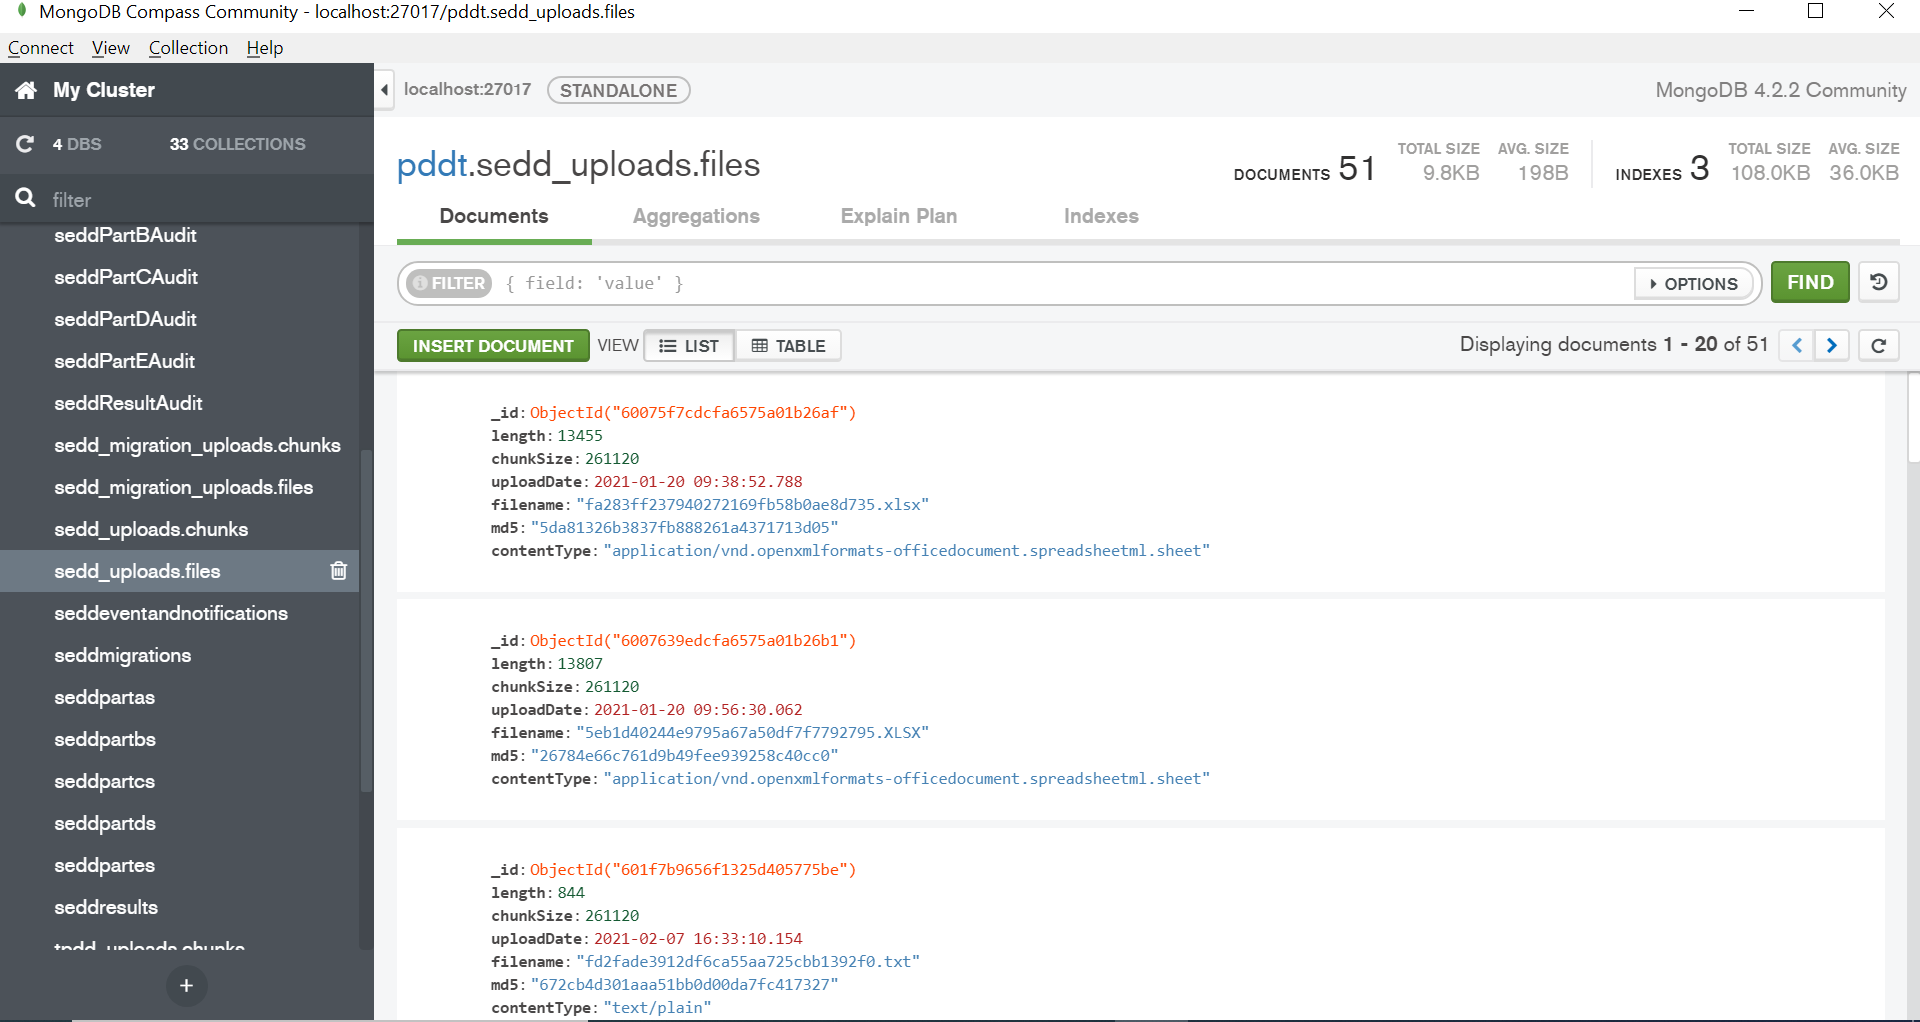 MongoDB Compass Community - localhost:27017/pddt.sedd_uploads.files
Connect View Collection Help
My Cluster
4 DBS 33 COLLECTIONS
filter
seddPartBAudit
seddPartCAudit
seddPartDAudit
seddPartEAudit
seddResultAudit
sedd_migration_uploads.chunks
sedd_migration_uploads.files
sedd_uploads.chunks
sedd_uploads.files
seddeventandnotifications
seddmigrations
seddpartas
seddpartbs
seddpartcs
seddpartds
seddpartes
seddresults
tpdd_uploads.chunks
+
localhost:27017 STANDALONE
MongoDB 4.2.2 Community
pddt.sedd_uploads.files
DOCUMENTS 51
TOTAL SIZE 9.8KB
AVG. SIZE 198B
INDEXES 3
TOTAL SIZE 108.0KB
AVG. SIZE 36.0KB
Documents Aggregations Explain Plan Indexes
FILTER { field: 'value' }
OPTIONS
FIND
INSERT DOCUMENT VIEW LIST TABLE
Displaying documents 1 - 20 of 51
_id: ObjectId("60075f7cdcfa6575a01b26af")
length: 13455
chunkSize: 261120
uploadDate: 2021-01-20 09:38:52.788
filename: "fa283ff237940272169fb58b0ae8d735.xlsx"
md5: "5da81326b3837fb888261a4371713d05"
contentType: "application/vnd.openxmlformats-officedocument.spreadsheetml.sheet"
_id: ObjectId("6007639edcfa6575a01b26b1")
length: 13807
chunkSize: 261120
uploadDate: 2021-01-20 09:56:30.062
filename: "5eb1d40244e9795a67a50df7f7792795.XLSX"
md5: "26784e66c761d9b49fee939258c40cc0"
contentType: "application/vnd.openxmlformats-officedocument.spreadsheetml.sheet"
_id: ObjectId("601f7b9656f1325d405775be")
length: 844
chunkSize: 261120
uploadDate: 2021-02-07 16:33:10.154
filename: "fd2fade3912df6ca55aa725cbb1392f0.txt"
md5: "672cb4d301aaa51bb0d00da7fc417327"
contentType: "text/plain"